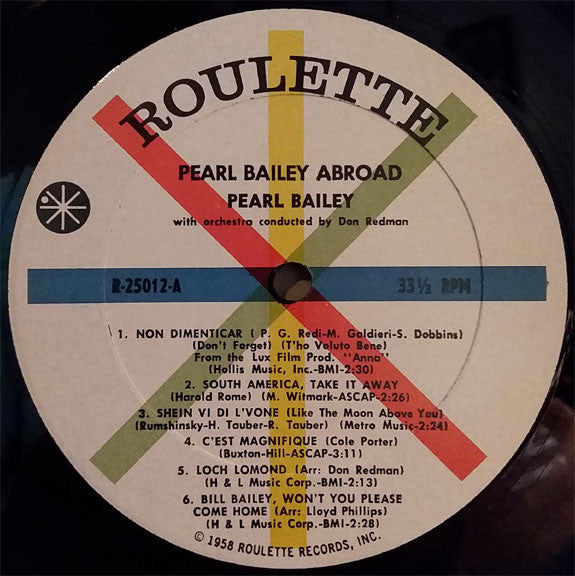 ROULETTE
PEARL BAILEY ABROAD
PEARL BAILEY
with orchestra conducted by Don Redman
R-25012-A
33⅓ RPM
1. NON DIMENTICAR ( P. G. Redi-M. Galdieri-S. Dobbins)
(Don't Forget) (T'ho Voluto Bene)
From the Lux Film Prod. "Anna"
(Hollis Music, Inc.-BMI-2:30)
2. SOUTH AMERICA, TAKE IT AWAY
(Harold Rome) (M. Witmark-ASCAP-2:26)
3. SHEIN VI DI L'VONE (Like The Moon Above You)
(Rumshinsky-H. Tauber-R. Tauber) (Metro Music-2:24)
4. C'EST MAGNIFIQUE (Cole Porter)
(Buxton-Hill-ASCAP-3:11)
5. LOCH LOMOND (Arr: Don Redman)
(H & L Music Corp.-BMI-2:13)
6. BILL BAILEY, WON'T YOU PLEASE
COME HOME (Arr: Lloyd Phillips)
(H & L Music Corp.-BMI-2:28)
© 1958 ROULETTE RECORDS, INC.